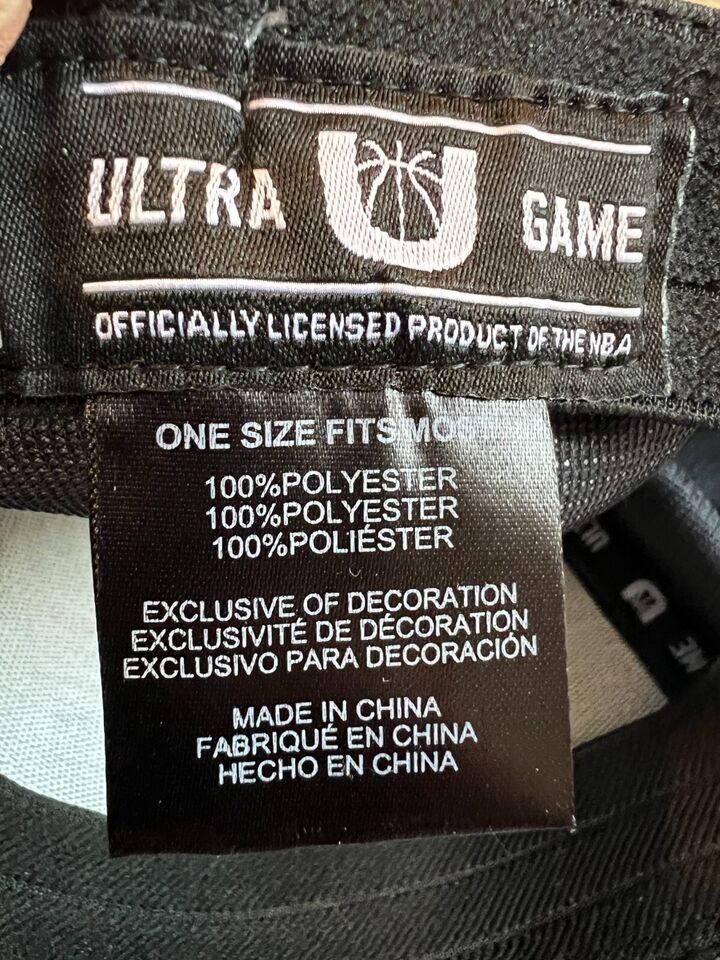 ULTRA U GAME
OFFICIALLY LICENSED PRODUCT OF THE NBA
ONE SIZE FITS
100%POLYESTER
100%POLYESTER
100%POLIÉSTER
EXCLUSIVE OF DECORATION
EXCLUSIVITÉ DE DÉCORATION
EXCLUSIVO PARA DECORACIÓN
MADE IN CHINA
FABRIQUÉ EN CHINA
HECHO EN CHINA